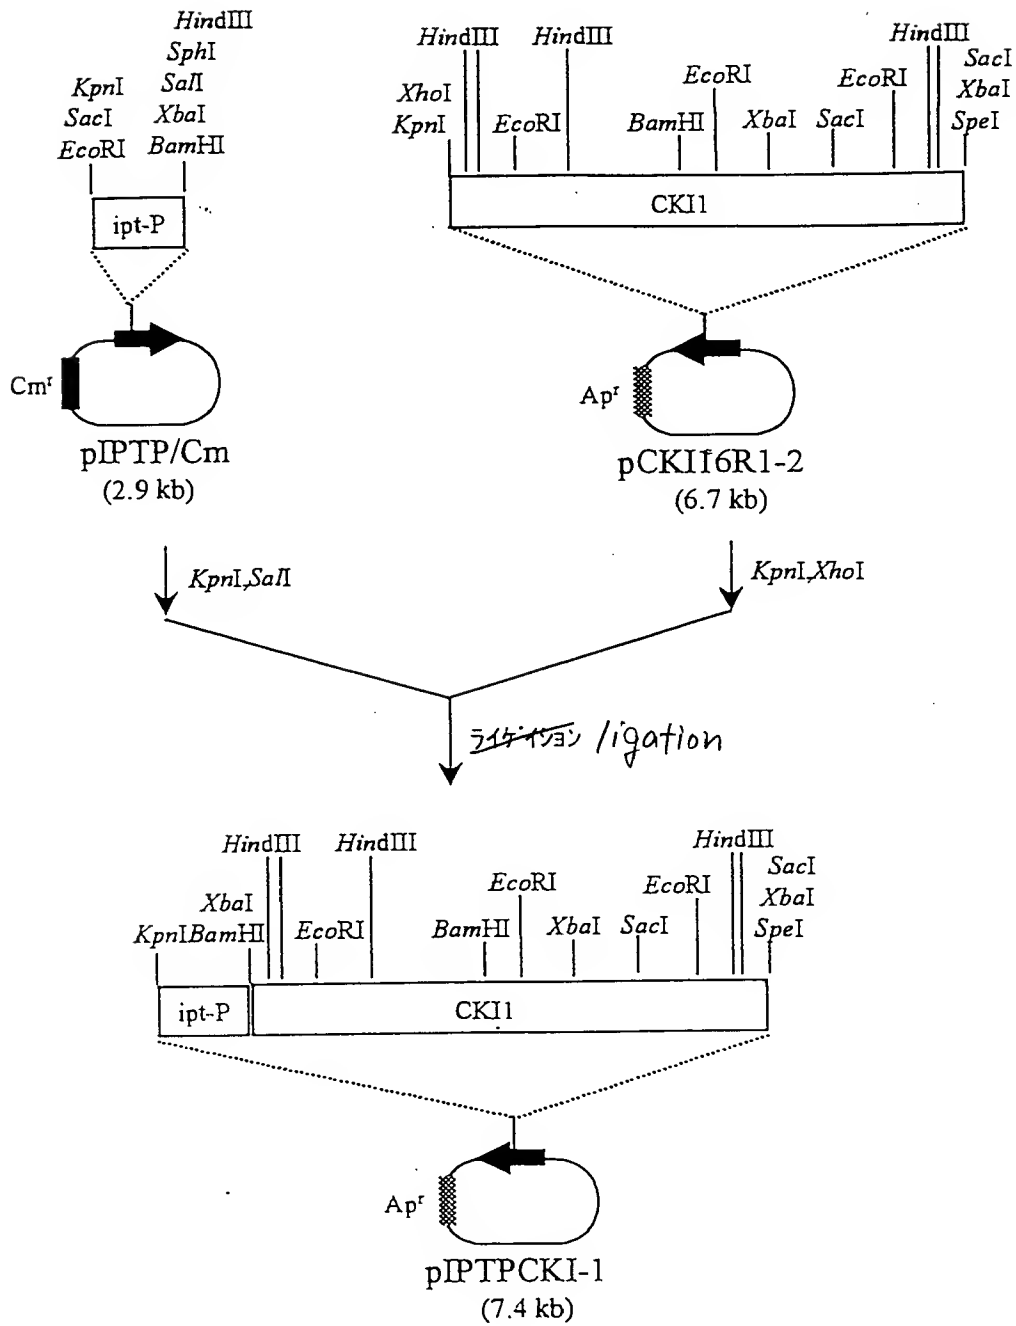 HindIII
SphI
SalI
XbaI
BamHI
KpnI
SacI
EcoRI
ipt-P
Cmʳ
pIPTP/Cm
(2.9 kb)
HindIII
HindIII
HindIII
SacI
XbaI
SpeI
XhoI
KpnI
EcoRI
BamHI
EcoRI
XbaI
SacI
EcoRI
CKI1
Apʳ
pCKI16R1-2
(6.7 kb)
KpnI,SalI
KpnI,XhoI
ライゲイション ligation
HindIII
HindIII
HindIII
SacI
XbaI
SpeI
XbaI
KpnI BamHI
EcoRI
BamHI
EcoRI
XbaI
SacI
EcoRI
ipt-P
CKI1
Apʳ
pIPTPCKI-1
(7.4 kb)